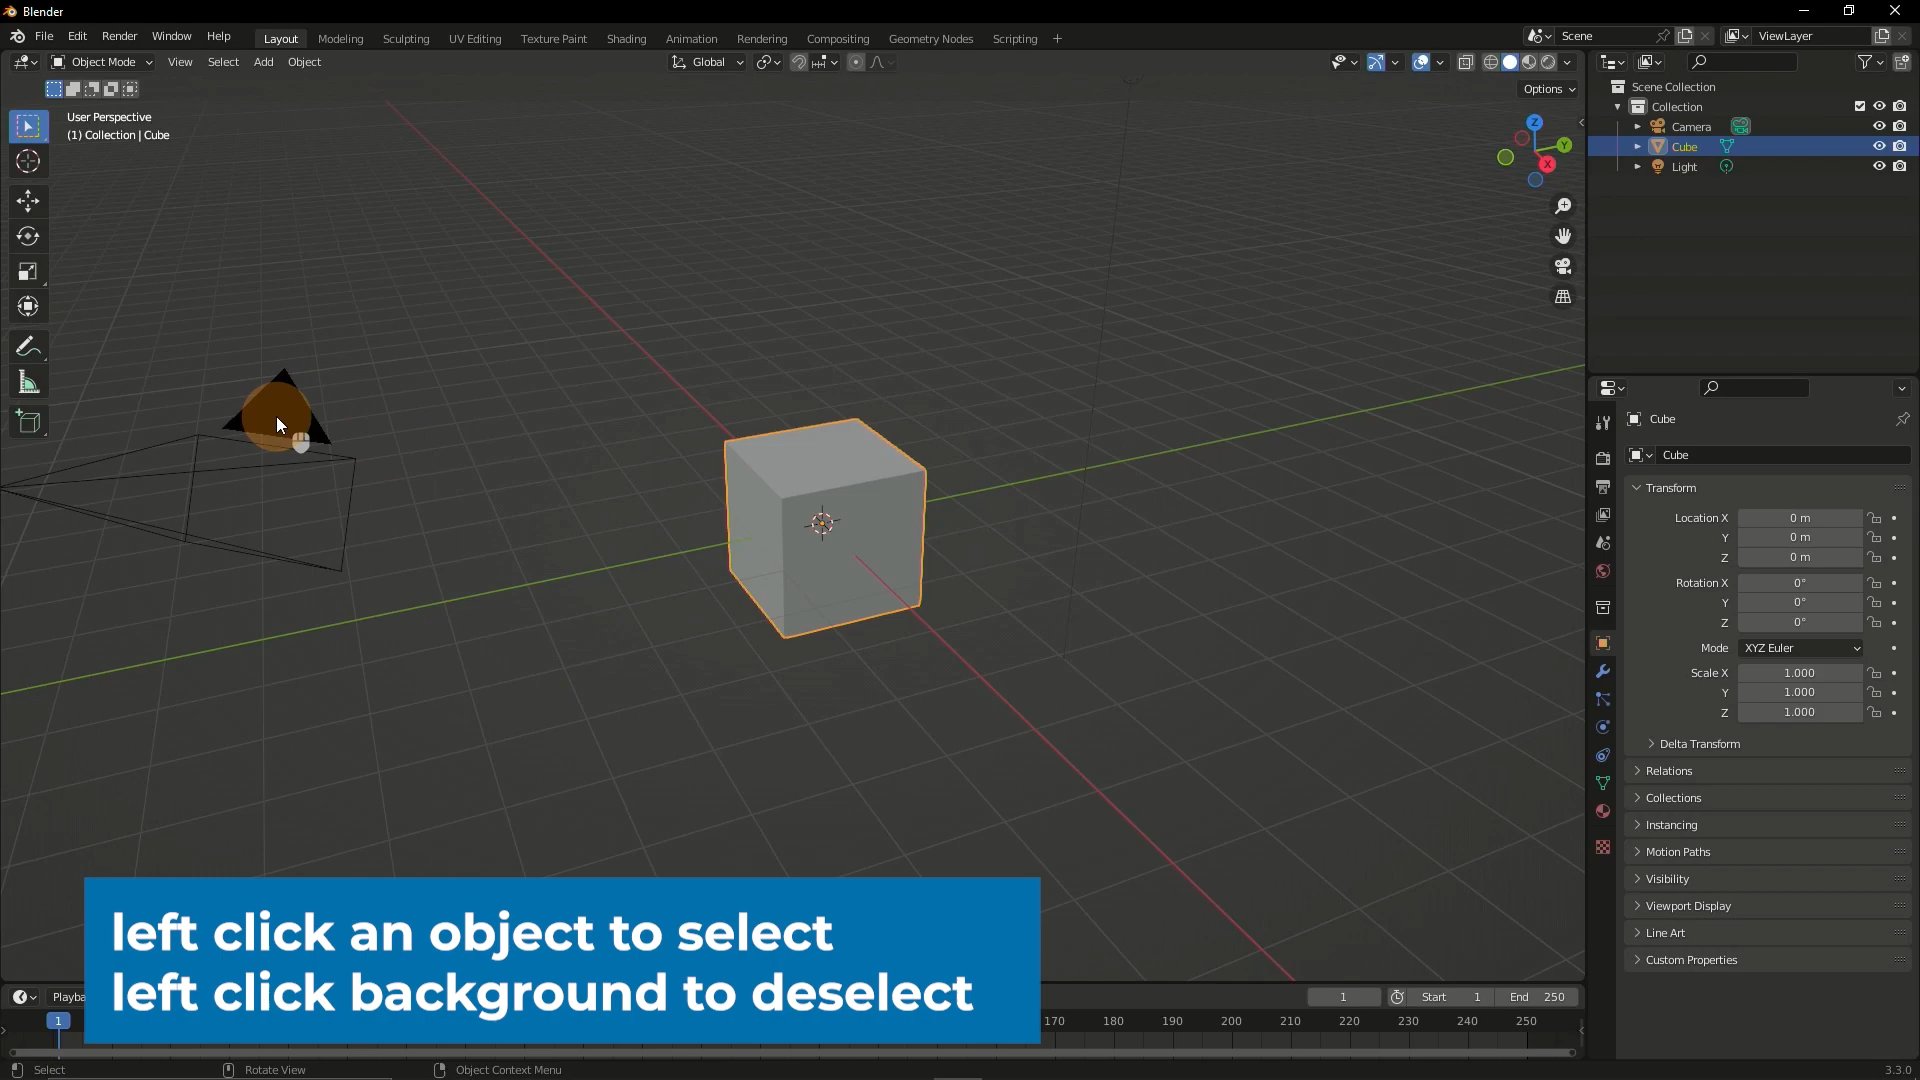 Blender
File Edit Render Window Help Layout Modeling Sculpting UV Editing Texture Paint Shading Animation Rendering Compositing Geometry Nodes Scripting + Scene ViewLayer
Object Mode View Select Add Object Global
Options
User Perspective
(1) Collection | Cube
Z
Y
X
Scene Collection
Collection
Camera
Cube
Light
Cube
Cube
Transform
Location X 0 m
Y 0 m
Z 0 m
Rotation X 0°
Y 0°
Z 0°
Mode XYZ Euler
Scale X 1.000
Y 1.000
Z 1.000
Delta Transform
Relations
Collections
Instancing
Motion Paths
Visibility
Viewport Display
Line Art
Custom Properties
left click an object to select
left click background to deselect
Playba 1 Start 1 End 250
1 170 180 190 200 210 220 230 240 250
Select Rotate View Object Context Menu 3.3.0